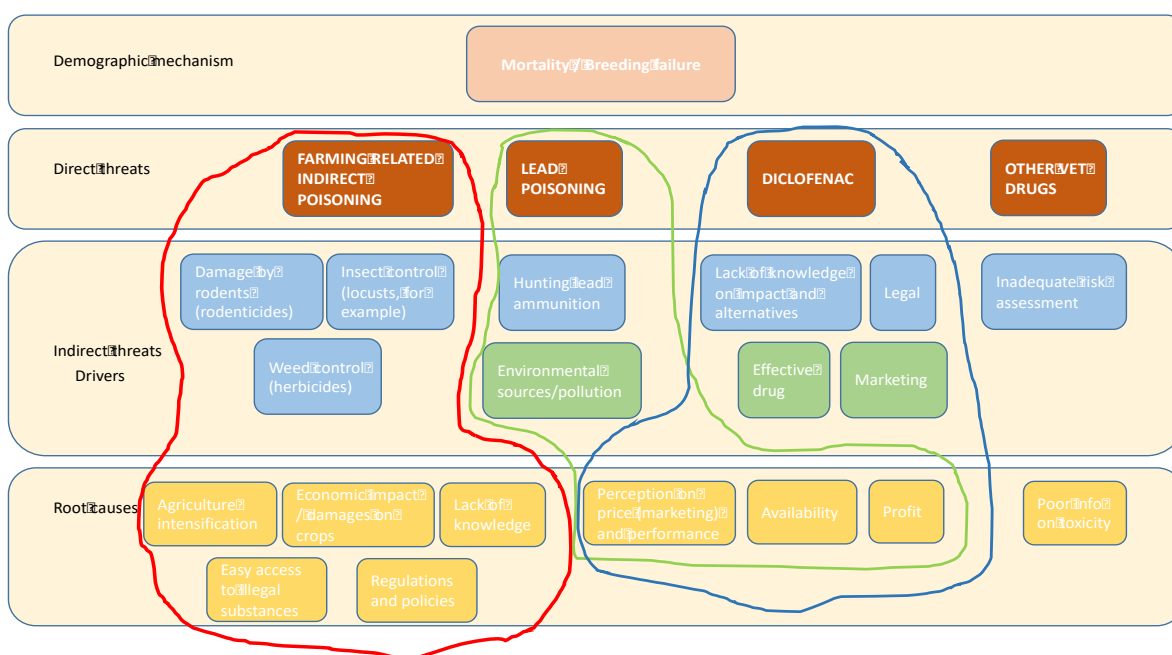 Demographic mechanism
Mortality / Breeding failure
Direct threats
FARMING RELATED
INDIRECT
POISONING
LEAD
POISONING
DICLOFENAC
OTHER VET
DRUGS
Indirect threats
Drivers
Damage by
rodents
(rodenticides)
Insect control
(locusts, for
example)
Weed control
(herbicides)
Hunting lead
ammunition
Environmental
sources/pollution
Lack of knowledge
on impact and
alternatives
Legal
Effective
drug
Marketing
Inadequate risk
assessment
Root causes
Agriculture
intensification
Economic impact
/ damages on
crops
Lack of
knowledge
Easy access
to illegal
substances
Regulations
and policies
Perception on
price (marketing)
and performance
Availability
Profit
Poor info
on toxicity